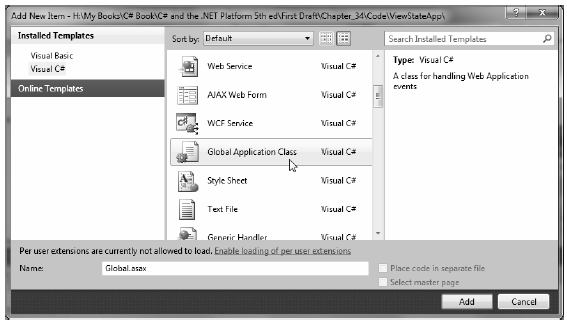 Add New Item - H:\My Books\C# Book\C# and the .NET Platform 5th ed\First Draft\Chapter_34\Code\ViewStateApp\
Installed Templates
Sort by: Default
Search Installed Templates
Visual Basic
Visual C#
Online Templates
Web Service Visual C#
AJAX Web Form Visual C#
WCF Service Visual C#
Global Application Class Visual C#
Style Sheet Visual C#
Text File Visual C#
Generic Handler Visual C#
Type: Visual C#
A class for handling Web Application
events
Per user extensions are currently not allowed to load. Enable loading of per user extensions
Name: Global.asax
Place code in separate file
Select master page
Add Cancel